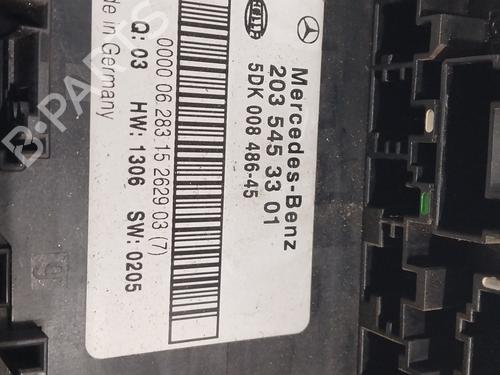 HELLA
Mercedes-Benz
203 545 33 01
5DK 008 486-45
0000 06 283 15 2629 03 (7)
Q: 03 HW: 1306 SW: 0205
de in Germany
B-PARTS